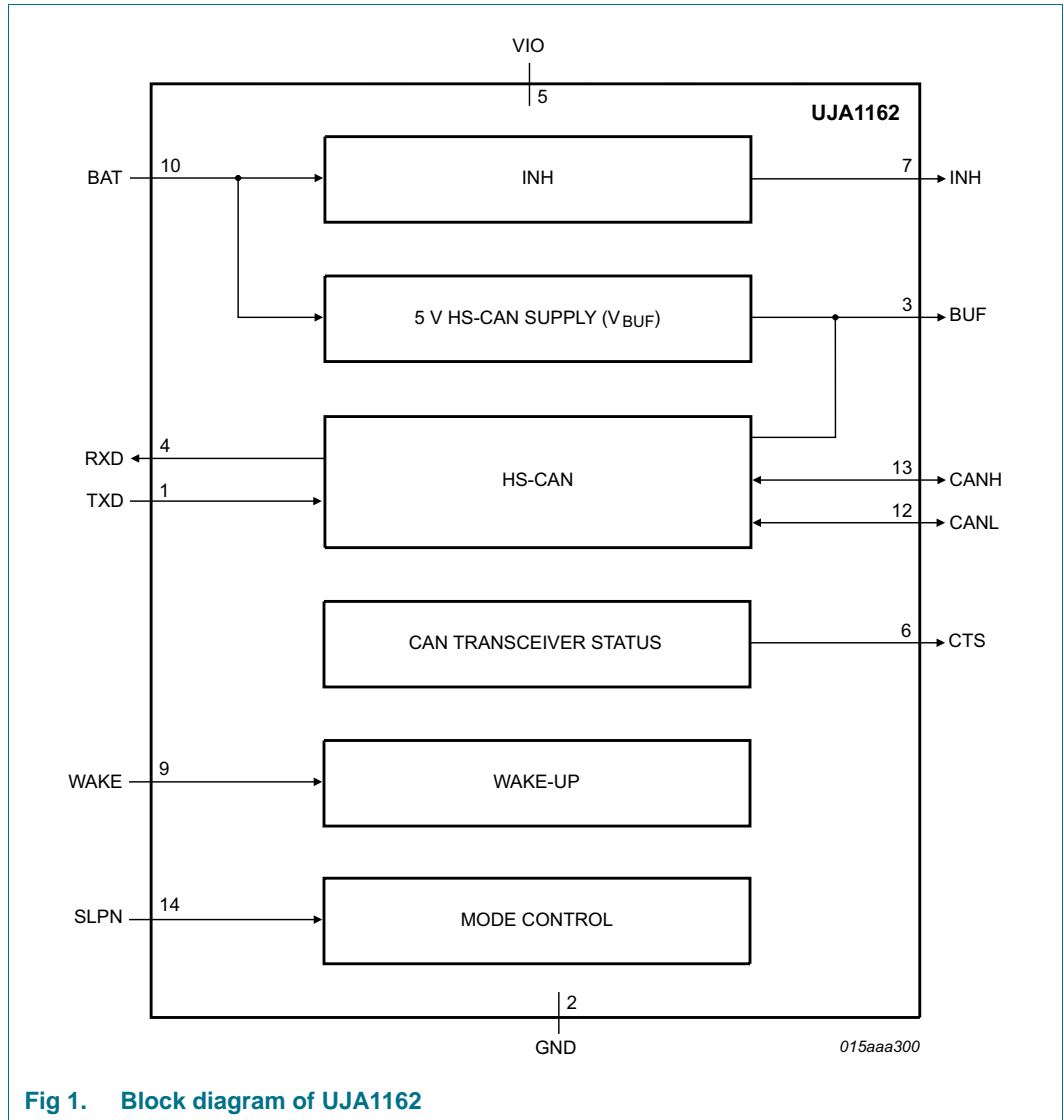 VIO
5
UJA1162
BAT
10
INH
7
INH
5 V HS-CAN SUPPLY (VBUF)
3
BUF
RXD
4
TXD
1
HS-CAN
13
CANH
12
CANL
CAN TRANSCEIVER STATUS
6
CTS
WAKE
9
WAKE-UP
SLPN
14
MODE CONTROL
2
GND
015aaa300
Fig 1. Block diagram of UJA1162